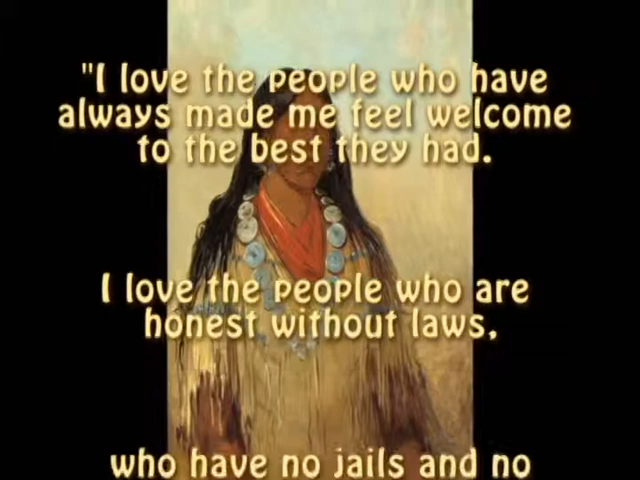 "I love the people who have
always made me feel welcome
to the best they had.
I love the people who are
honest without laws,
who have no jails and no